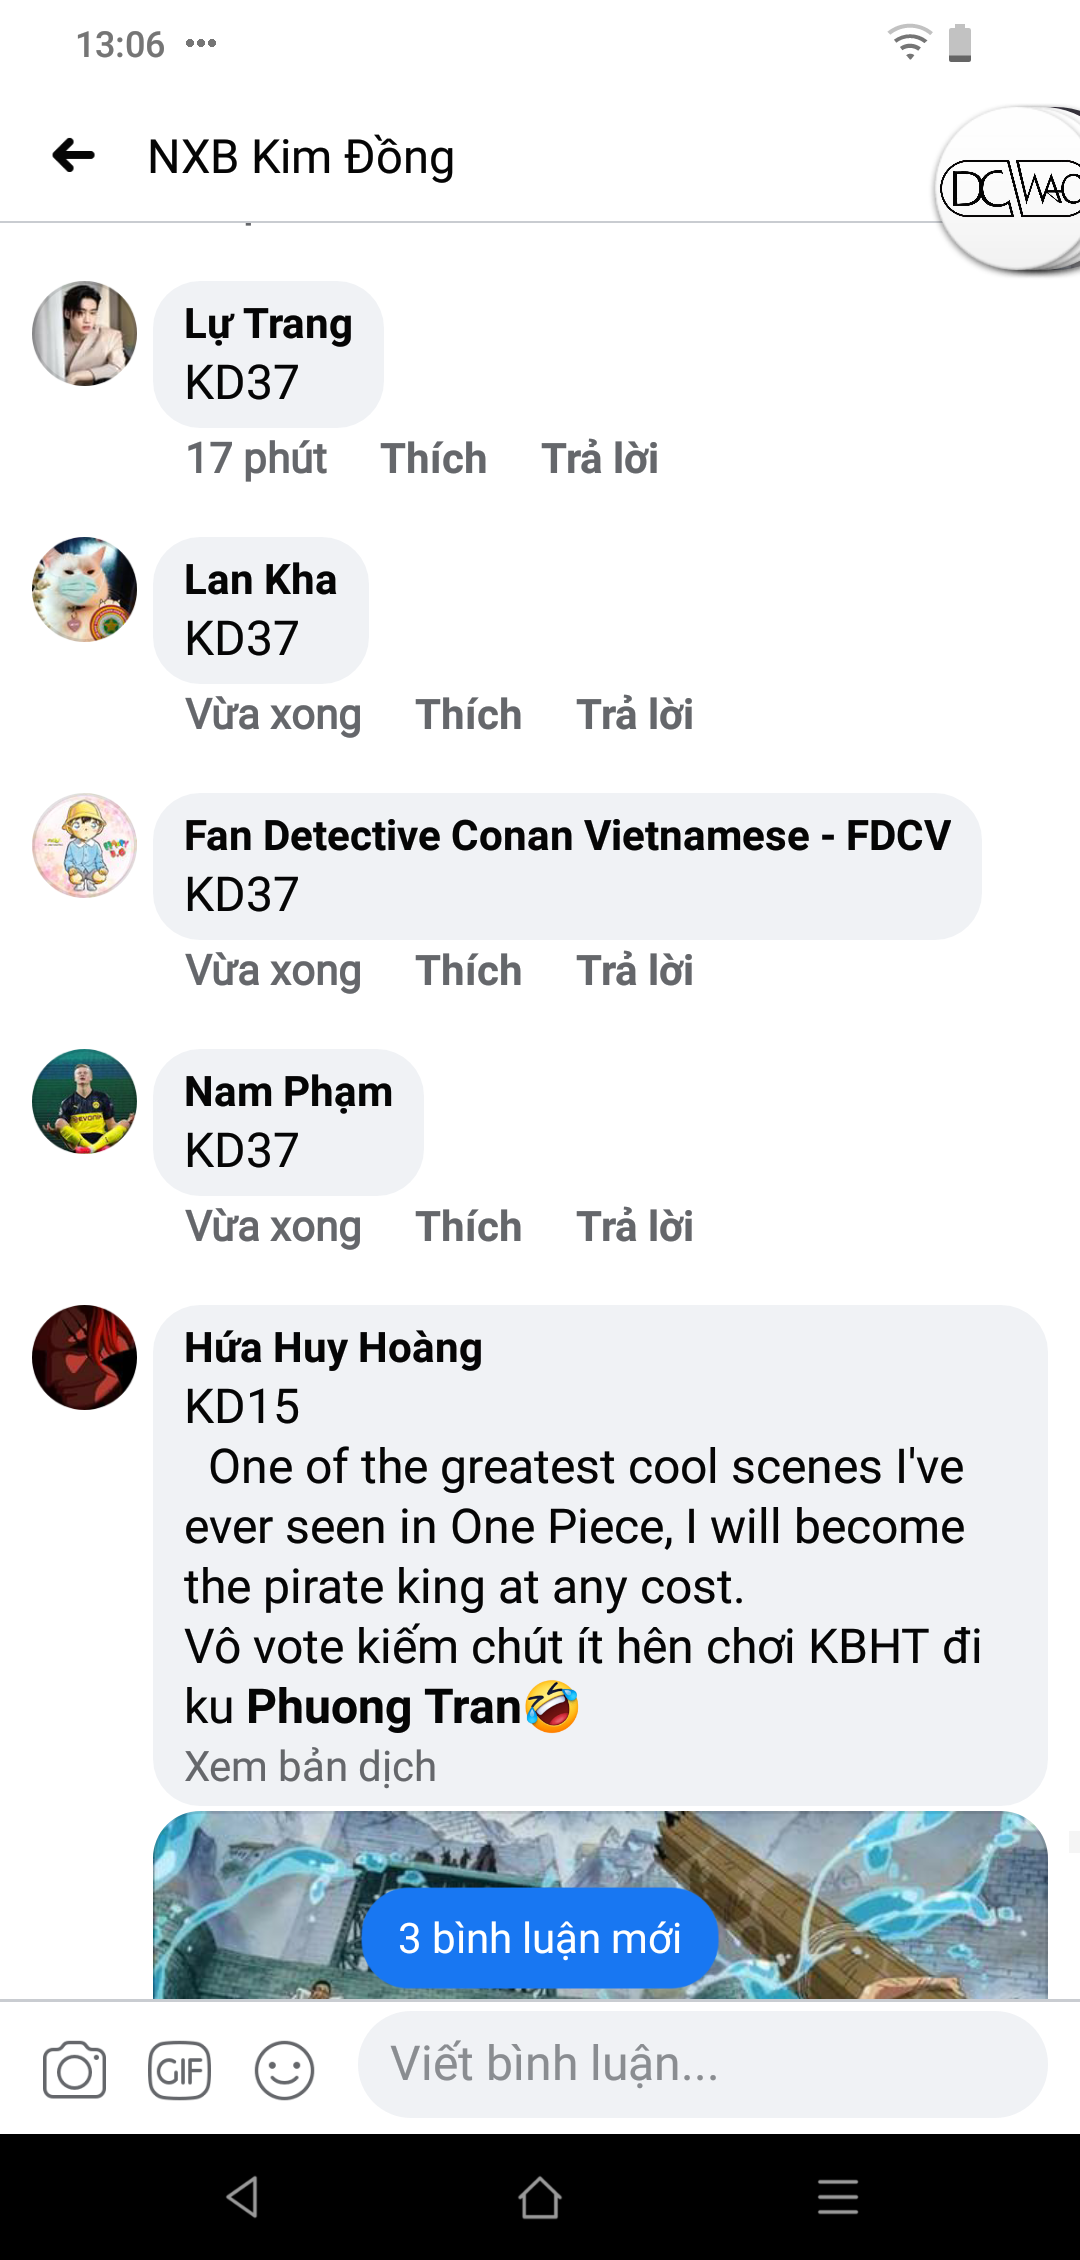 13:06
NXB Kim Đồng
DC WAO
Lự Trang
KD37
17 phút Thích Trả lời
Lan Kha
KD37
Vừa xong Thích Trả lời
Fan Detective Conan Vietnamese - FDCV
KD37
Vừa xong Thích Trả lời
Nam Phạm
KD37
Vừa xong Thích Trả lời
Hứa Huy Hoàng
KD15
One of the greatest cool scenes I've
ever seen in One Piece, I will become
the pirate king at any cost.
Vô vote kiếm chút ít hên chơi KBHT đi
ku Phuong Tran🤣
Xem bản dịch
3 bình luận mới
GIF
Viết bình luận...